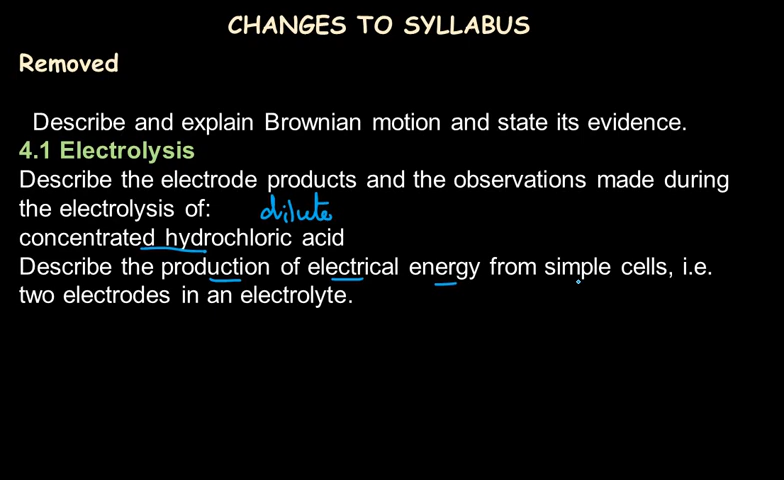 CHANGES TO SYLLABUS
Removed
Describe and explain Brownian motion and state its evidence.
4.1 Electrolysis
Describe the electrode products and the observations made during
the electrolysis of:
dilute
concentrated hydrochloric acid
Describe the production of electrical energy from simple cells, i.e.
two electrodes in an electrolyte.